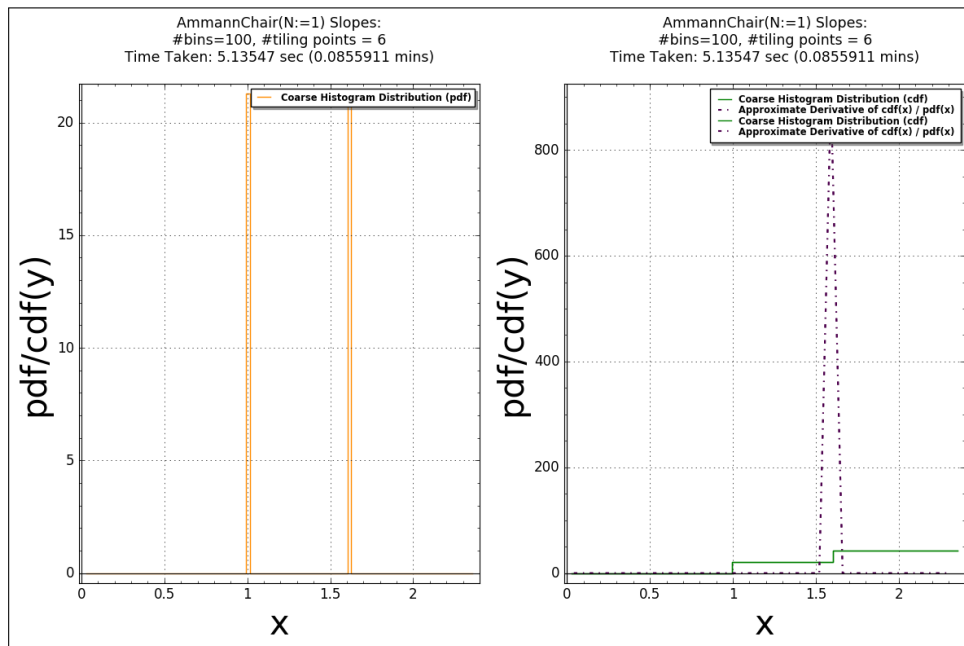 AmmannChair(N:=1) Slopes:
#bins=100, #tiling points = 6
Time Taken: 5.13547 sec (0.0855911 mins)
Coarse Histogram Distribution (pdf)
20
15
10
5
0
pdf/cdf(y)
0
0.5
1
1.5
2
x
AmmannChair(N:=1) Slopes:
#bins=100, #tiling points = 6
Time Taken: 5.13547 sec (0.0855911 mins)
Coarse Histogram Distribution (cdf)
Approximate Derivative of cdf(x) / pdf(x)
Coarse Histogram Distribution (cdf)
Approximate Derivative of cdf(x) / pdf(x)
800
600
400
200
0
pdf/cdf(y)
0
0.5
1
1.5
2
x